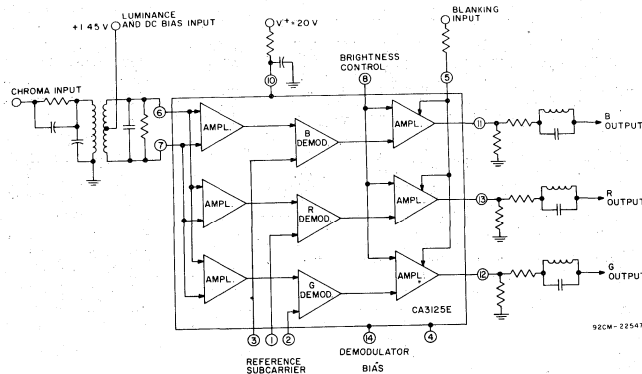 LUMINANCE
AND DC BIAS INPUT
+1.45V
V+=20V
BLANKING
INPUT
BRIGHTNESS
CONTROL
CHROMA INPUT
10
8
5
6
7
AMPL.
B
DEMOD.
AMPL.
11
B
OUTPUT
AMPL.
R
DEMOD.
AMPL.
13
R
OUTPUT
AMPL.
G
DEMOD.
AMPL.
12
G
OUTPUT
CA3125E
3
1
2
14
4
REFERENCE
SUBCARRIER
DEMODULATOR
BIAS
92CM-22547